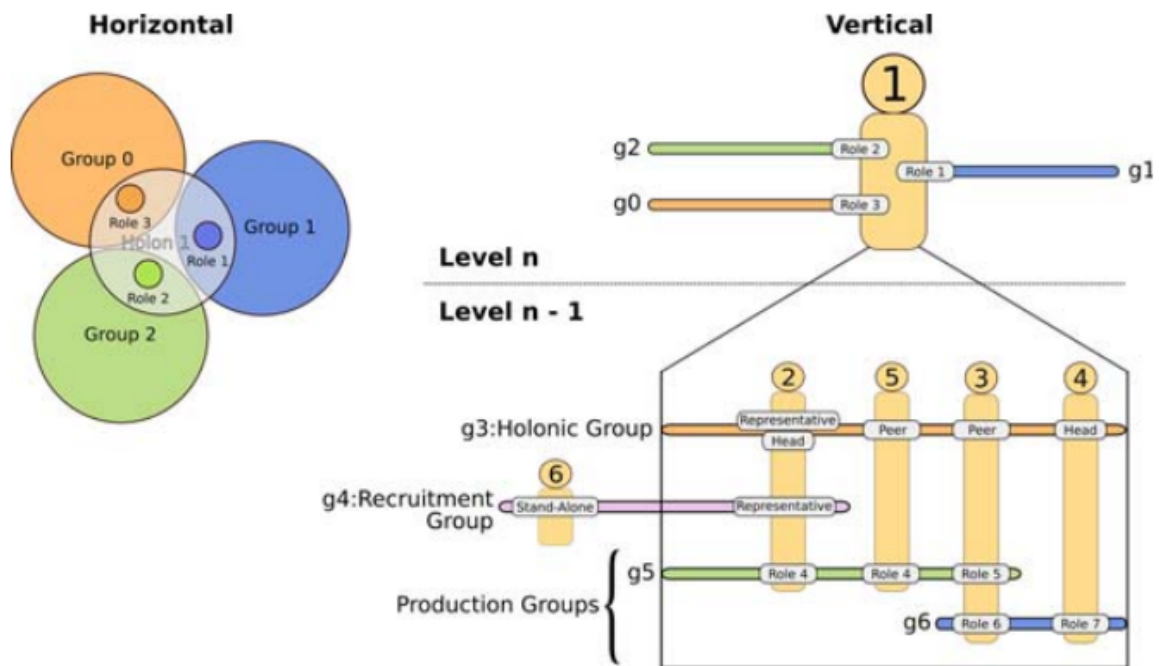 Horizontal
Vertical
Group 0
Role 3
Holon 1
Group 1
Role 1
Role 2
Group 2
1
g2
Role 2
Role 1
g1
g0
Role 3
Level n
Level n - 1
2
5
3
4
g3:Holonic Group
Representative
Head
Peer
Peer
Head
6
g4:Recruitment
Group
Stand-Alone
Representative
Production Groups
g5
Role 4
Role 4
Role 5
g6
Role 6
Role 7